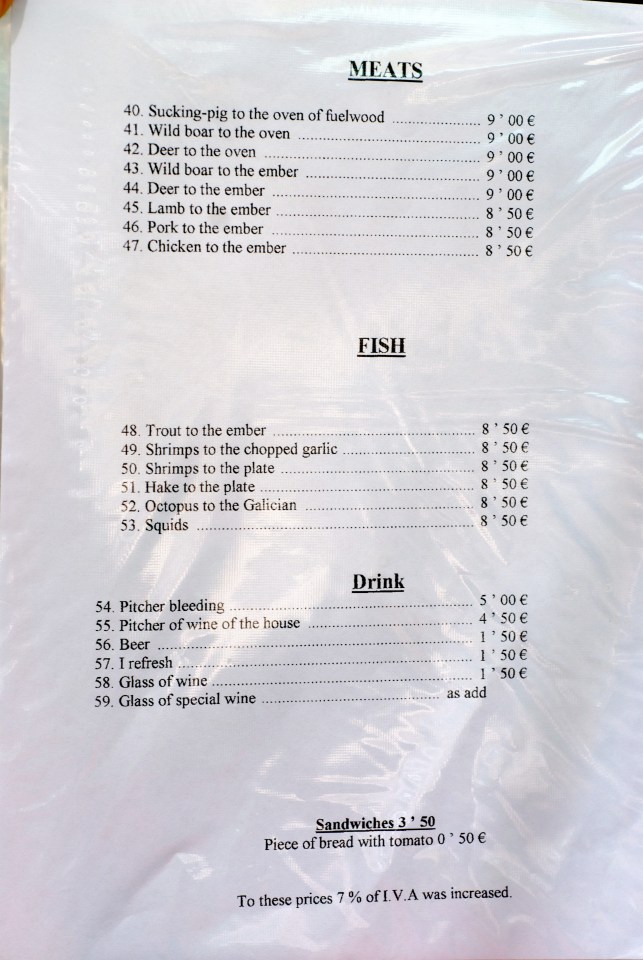 MEATS
40. Sucking-pig to the oven of fuelwood .................... 9 ' 00 €
41. Wild boar to the oven .................... 9 ' 00 €
42. Deer to the oven .................... 9 ' 00 €
43. Wild boar to the ember .................... 9 ' 00 €
44. Deer to the ember .................... 9 ' 00 €
45. Lamb to the ember .................... 8 ' 50 €
46. Pork to the ember .................... 8 ' 50 €
47. Chicken to the ember .................... 8 ' 50 €
FISH
48. Trout to the ember .................... 8 ' 50 €
49. Shrimps to the chopped garlic .................... 8 ' 50 €
50. Shrimps to the plate .................... 8 ' 50 €
51. Hake to the plate .................... 8 ' 50 €
52. Octopus to the Galician .................... 8 ' 50 €
53. Squids .................... 8 ' 50 €
Drink
54. Pitcher bleeding .................... 5 ' 00 €
55. Pitcher of wine of the house .................... 4 ' 50 €
56. Beer .................... 1 ' 50 €
57. I refresh .................... 1 ' 50 €
58. Glass of wine .................... 1 ' 50 €
59. Glass of special wine .................... as add
Sandwiches 3 ' 50
Piece of bread with tomato 0 ' 50 €
To these prices 7 % of I.V.A was increased.